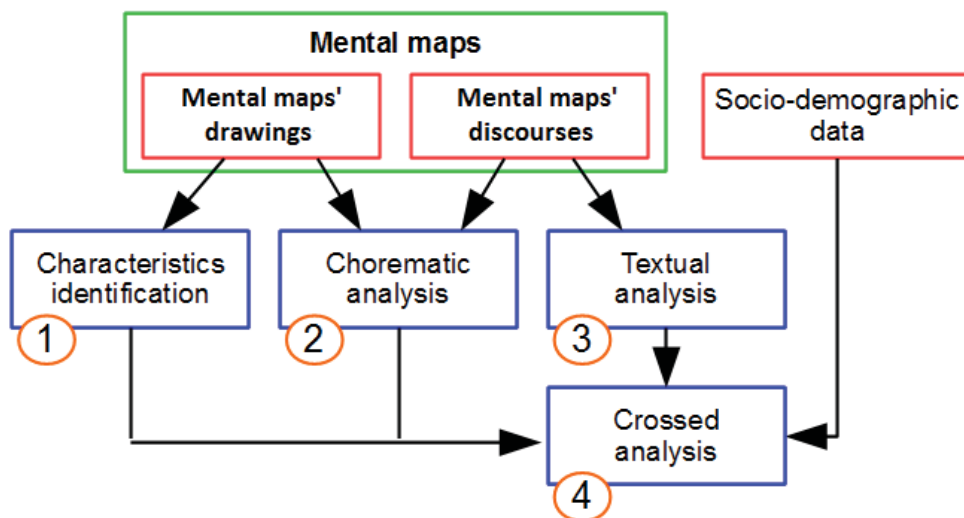 Mental maps
Mental maps'
drawings
Mental maps'
discourses
Socio-demographic
data
Characteristics
identification
1
Chorematic
analysis
2
Textual
analysis
3
Crossed
analysis
4